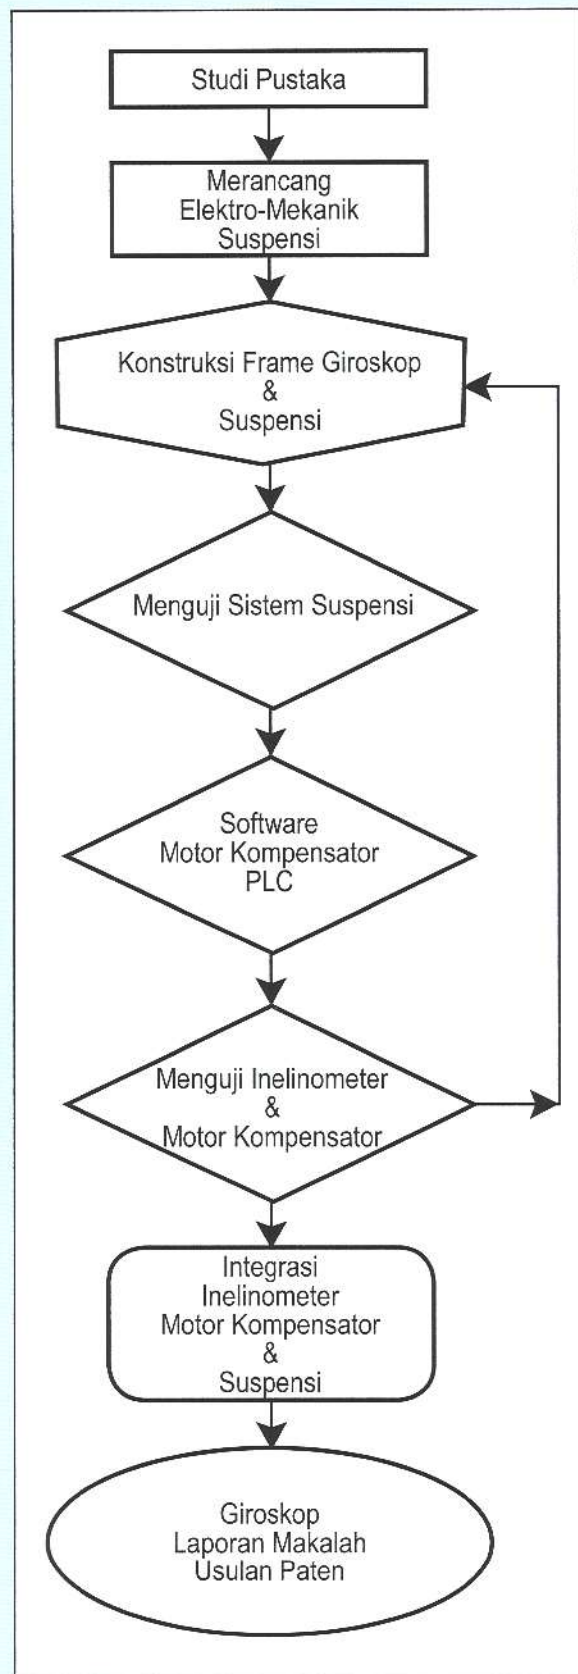 Studi Pustaka
Merancang
Elektro-Mekanik
Suspensi
Konstruksi Frame Giroskop
&
Suspensi
Menguji Sistem Suspensi
Software
Motor Kompensator
PLC
Menguji Inelinometer
&
Motor Kompensator
Integrasi
Inelinometer
Motor Kompensator
&
Suspensi
Giroskop
Laporan Makalah
Usulan Paten